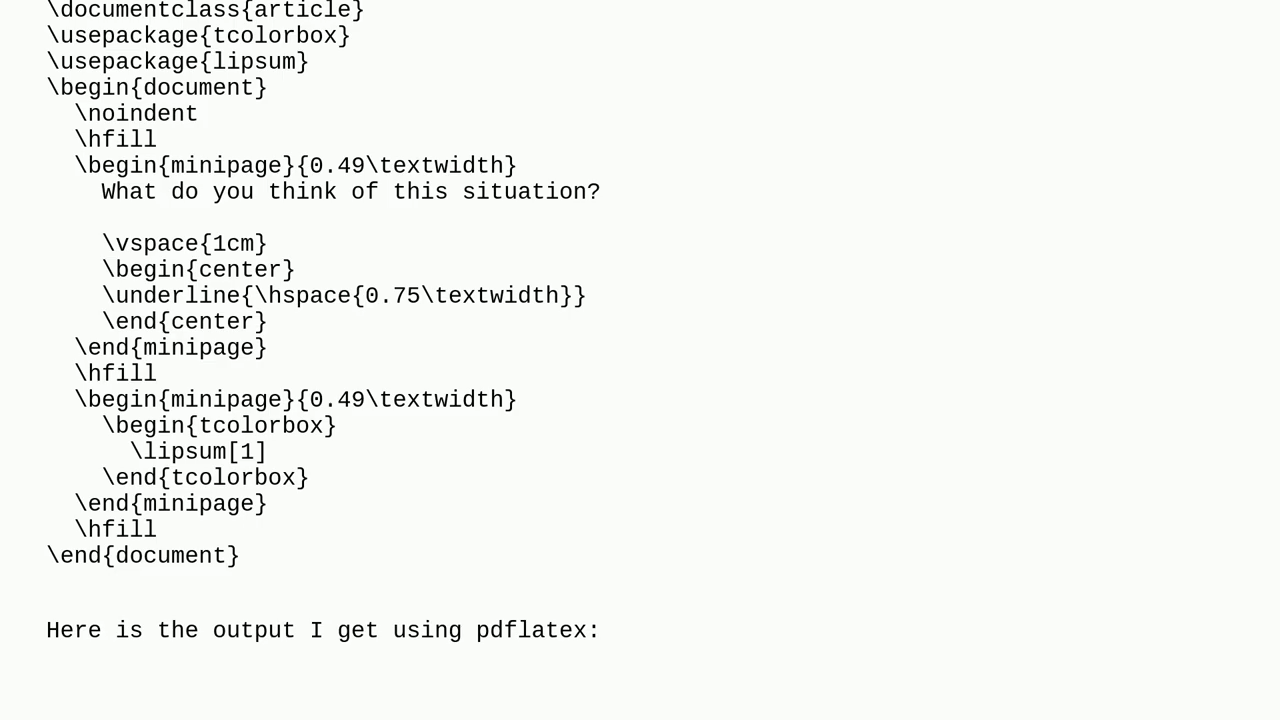 \documentclass{article}
\usepackage{tcolorbox}
\usepackage{lipsum}
\begin{document}
  \noindent
  \hfill
  \begin{minipage}{0.49\textwidth}
    What do you think of this situation?

    \vspace{1cm}
    \begin{center}
    \underline{\hspace{0.75\textwidth}}
    \end{center}
  \end{minipage}
  \hfill
  \begin{minipage}{0.49\textwidth}
    \begin{tcolorbox}
      \lipsum[1]
    \end{tcolorbox}
  \end{minipage}
  \hfill
\end{document}

Here is the output I get using pdflatex: